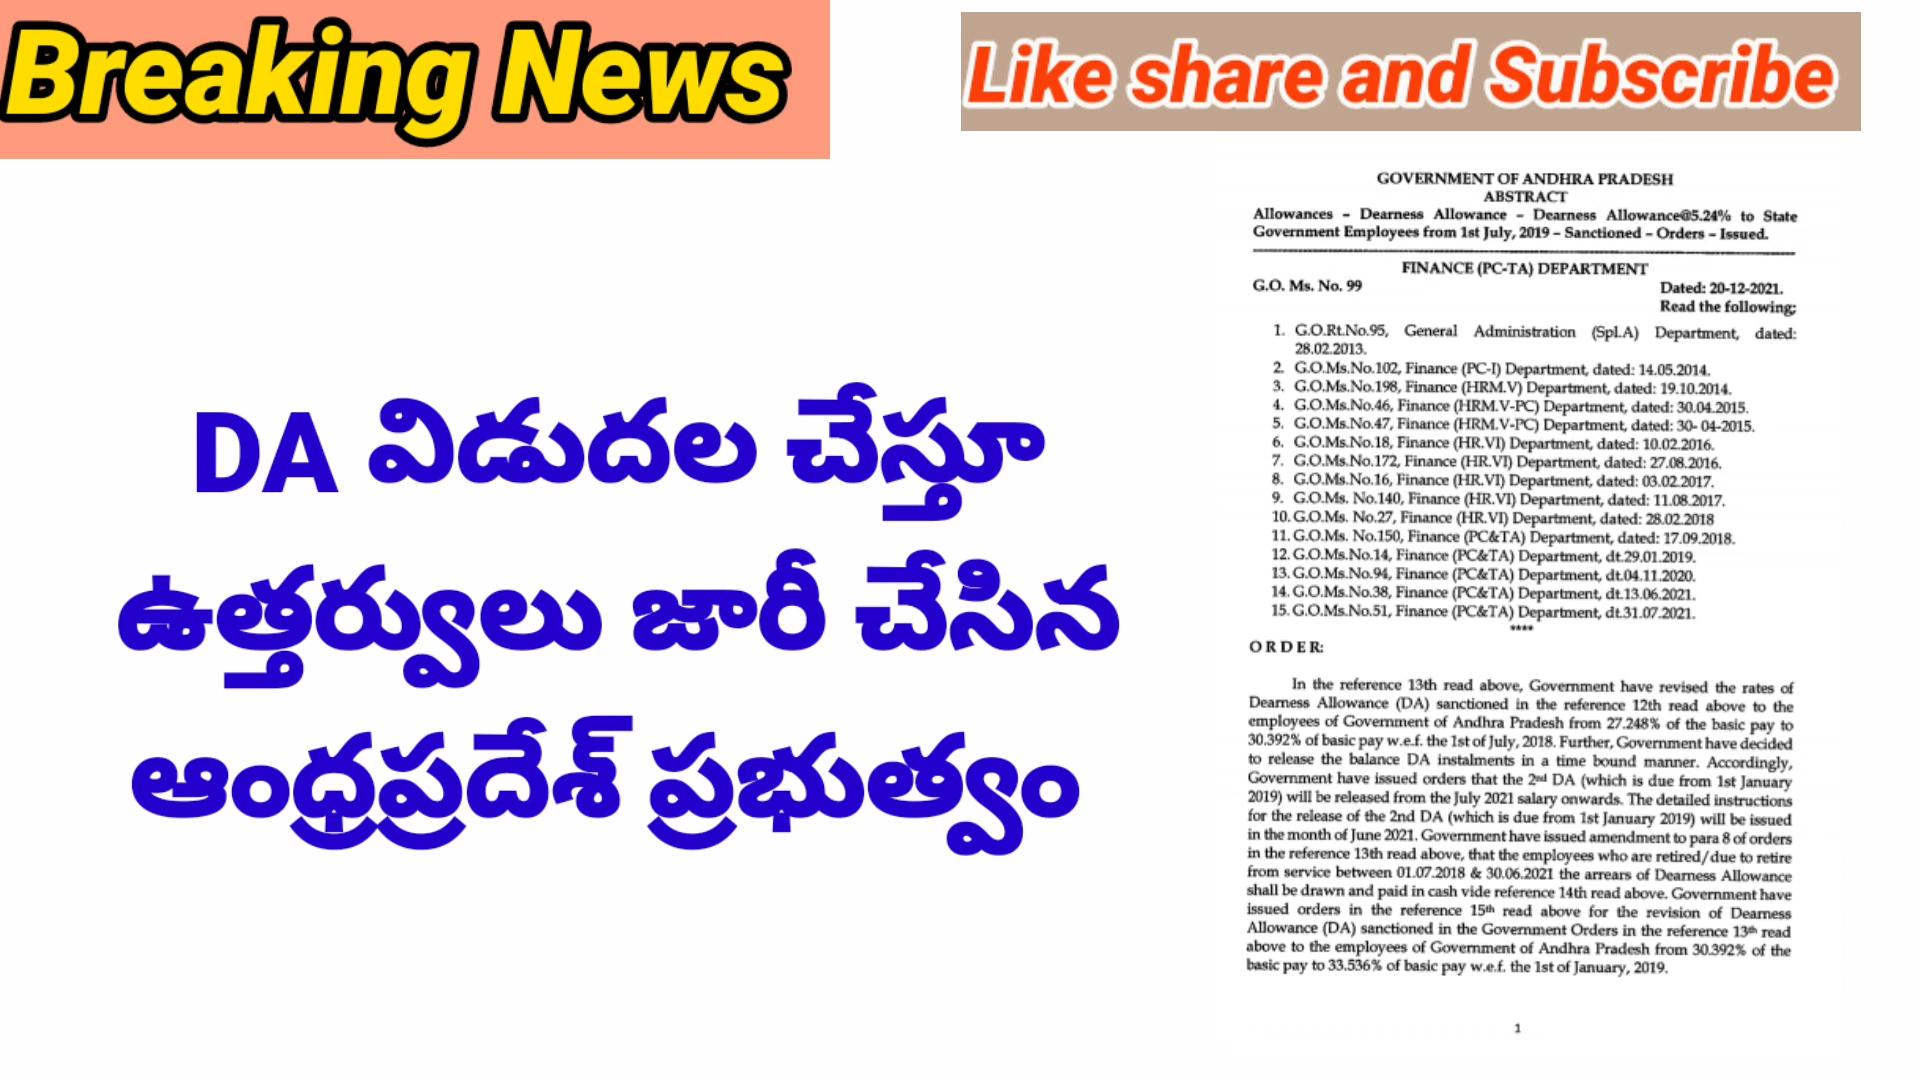 Breaking News
Like share and Subscribe
DA విడుదల చేస్తూ
ఉత్తర్వులు జారీ చేసిన
ఆంధ్రప్రదేశ్ ప్రభుత్వం
GOVERNMENT OF ANDHRA PRADESH
ABSTRACT
Allowances – Dearness Allowance – Dearness Allowance@5.24% to State
Government Employees from 1st July, 2019 – Sanctioned – Orders – Issued.
FINANCE (PC-TA) DEPARTMENT
G.O. Ms. No. 99
Dated: 20-12-2021.
Read the following;
1. G.O.Rt.No.95, General Administration (Spl.A) Department, dated:
28.02.2013.
2. G.O.Ms.No.102, Finance (PC-I) Department, dated: 14.05.2014.
3. G.O.Ms.No.198, Finance (HRM.V) Department, dated: 19.10.2014.
4. G.O.Ms.No.46, Finance (HRM.V-PC) Department, dated: 30.04.2015.
5. G.O.Ms.No.47, Finance (HRM.V-PC) Department, dated: 30- 04-2015.
6. G.O.Ms.No.18, Finance (HR.VI) Department, dated: 10.02.2016.
7. G.O.Ms.No.172, Finance (HR.VI) Department, dated: 27.08.2016.
8. G.O.Ms.No.16, Finance (HR.VI) Department, dated: 03.02.2017.
9. G.O.Ms. No.140, Finance (HR.VI) Department, dated: 11.08.2017.
10. G.O.Ms. No.27, Finance (HR.VI) Department, dated: 28.02.2018
11. G.O.Ms. No.150, Finance (PC&TA) Department, dated: 17.09.2018.
12. G.O.Ms.No.14, Finance (PC&TA) Department, dt.29.01.2019.
13. G.O.Ms.No.94, Finance (PC&TA) Department, dt.04.11.2020.
14. G.O.Ms.No.38, Finance (PC&TA) Department, dt.13.06.2021.
15. G.O.Ms.No.51, Finance (PC&TA) Department, dt.31.07.2021.
****
O R D E R:
In the reference 13th read above, Government have revised the rates of
Dearness Allowance (DA) sanctioned in the reference 12th read above to the
employees of Government of Andhra Pradesh from 27.248% of the basic pay to
30.392% of basic pay w.e.f. the 1st of July, 2018. Further, Government have decided
to release the balance DA instalments in a time bound manner. Accordingly,
Government have issued orders that the 2nd DA (which is due from 1st January
2019) will be released from the July 2021 salary onwards. The detailed instructions
for the release of the 2nd DA (which is due from 1st January 2019) will be issued
in the month of June 2021. Government have issued amendment to para 8 of orders
in the reference 13th read above, that the employees who are retired/due to retire
from service between 01.07.2018 & 30.06.2021 the arrears of Dearness Allowance
shall be drawn and paid in cash vide reference 14th read above. Government have
issued orders in the reference 15th read above for the revision of Dearness
Allowance (DA) sanctioned in the Government Orders in the reference 13th read
above to the employees of Government of Andhra Pradesh from 30.392% of the
basic pay to 33.536% of basic pay w.e.f. the 1st of January, 2019.
1